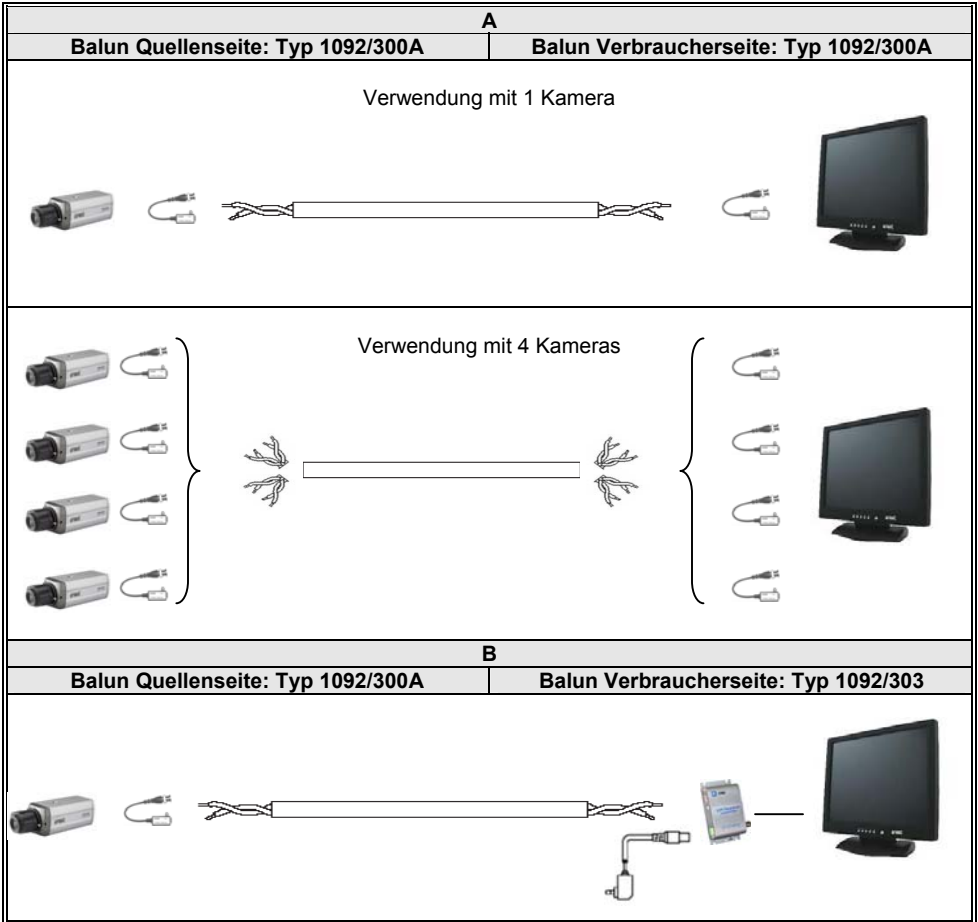 A
Balun Quellenseite: Typ 1092/300A
Balun Verbraucherseite: Typ 1092/300A
Verwendung mit 1 Kamera
Verwendung mit 4 Kameras
B
Balun Quellenseite: Typ 1092/300A
Balun Verbraucherseite: Typ 1092/303